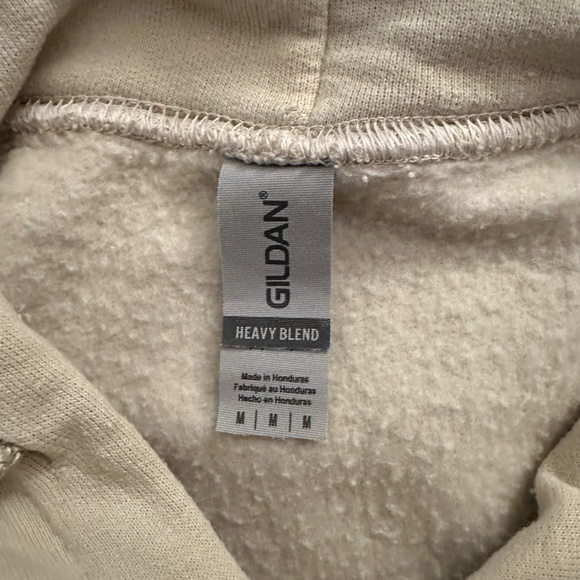 GILDAN®
HEAVY BLEND
Made in Honduras
Fabriqué au Honduras
Hecho en Honduras
M | M | M